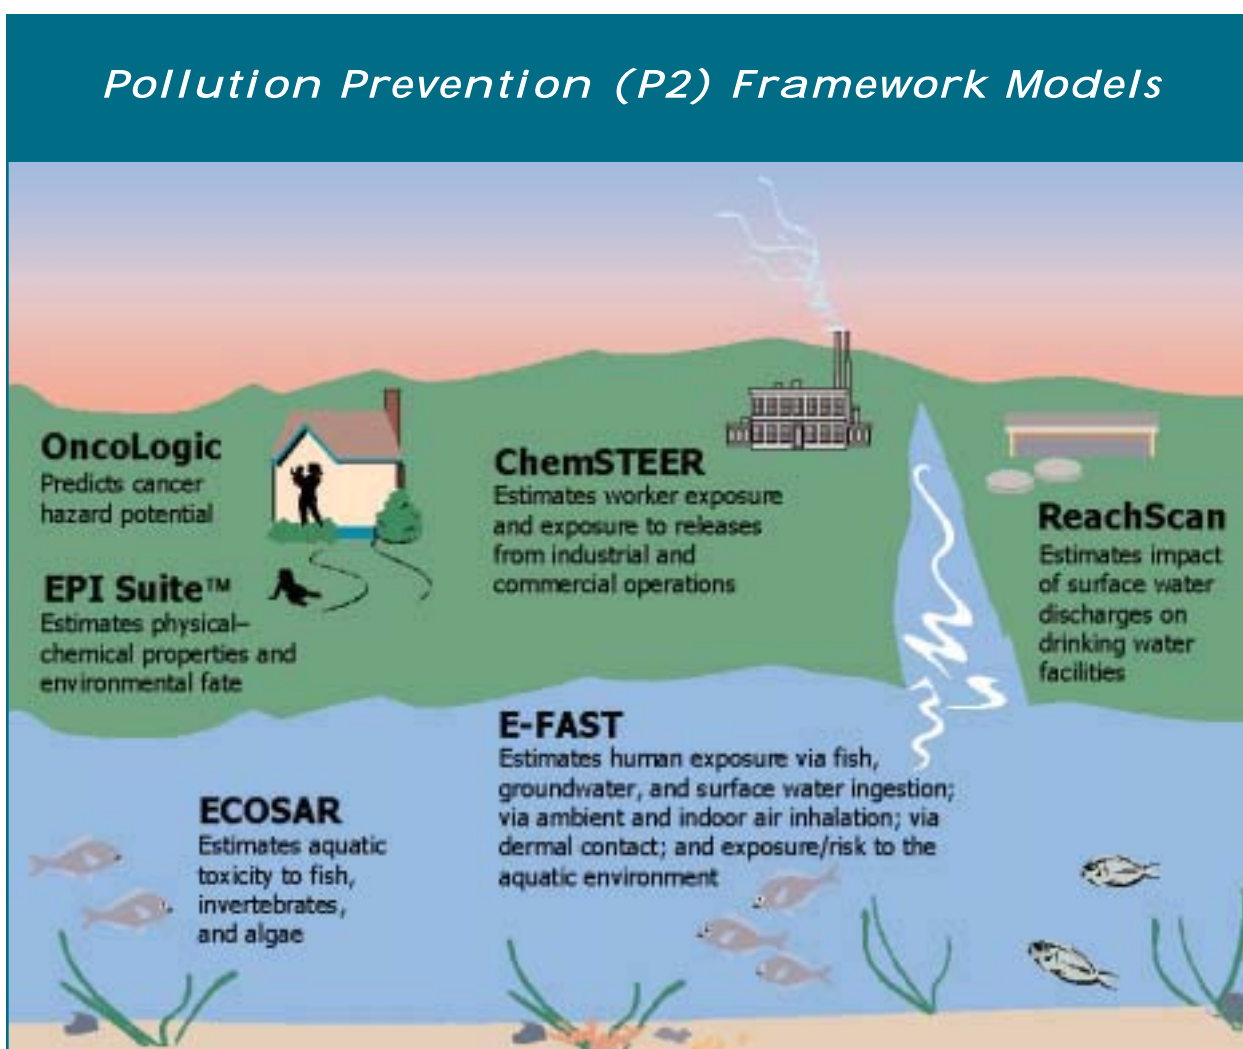 Pollution Prevention (P2) Framework Models
OncoLogic
Predicts cancer
hazard potential
EPI Suite™
Estimates physical–
chemical properties and
environmental fate
ChemSTEER
Estimates worker exposure
and exposure to releases
from industrial and
commercial operations
ReachScan
Estimates impact
of surface water
discharges on
drinking water
facilities
E-FAST
Estimates human exposure via fish,
groundwater, and surface water ingestion;
via ambient and indoor air inhalation; via
dermal contact; and exposure/risk to the
aquatic environment
ECOSAR
Estimates aquatic
toxicity to fish,
invertebrates,
and algae